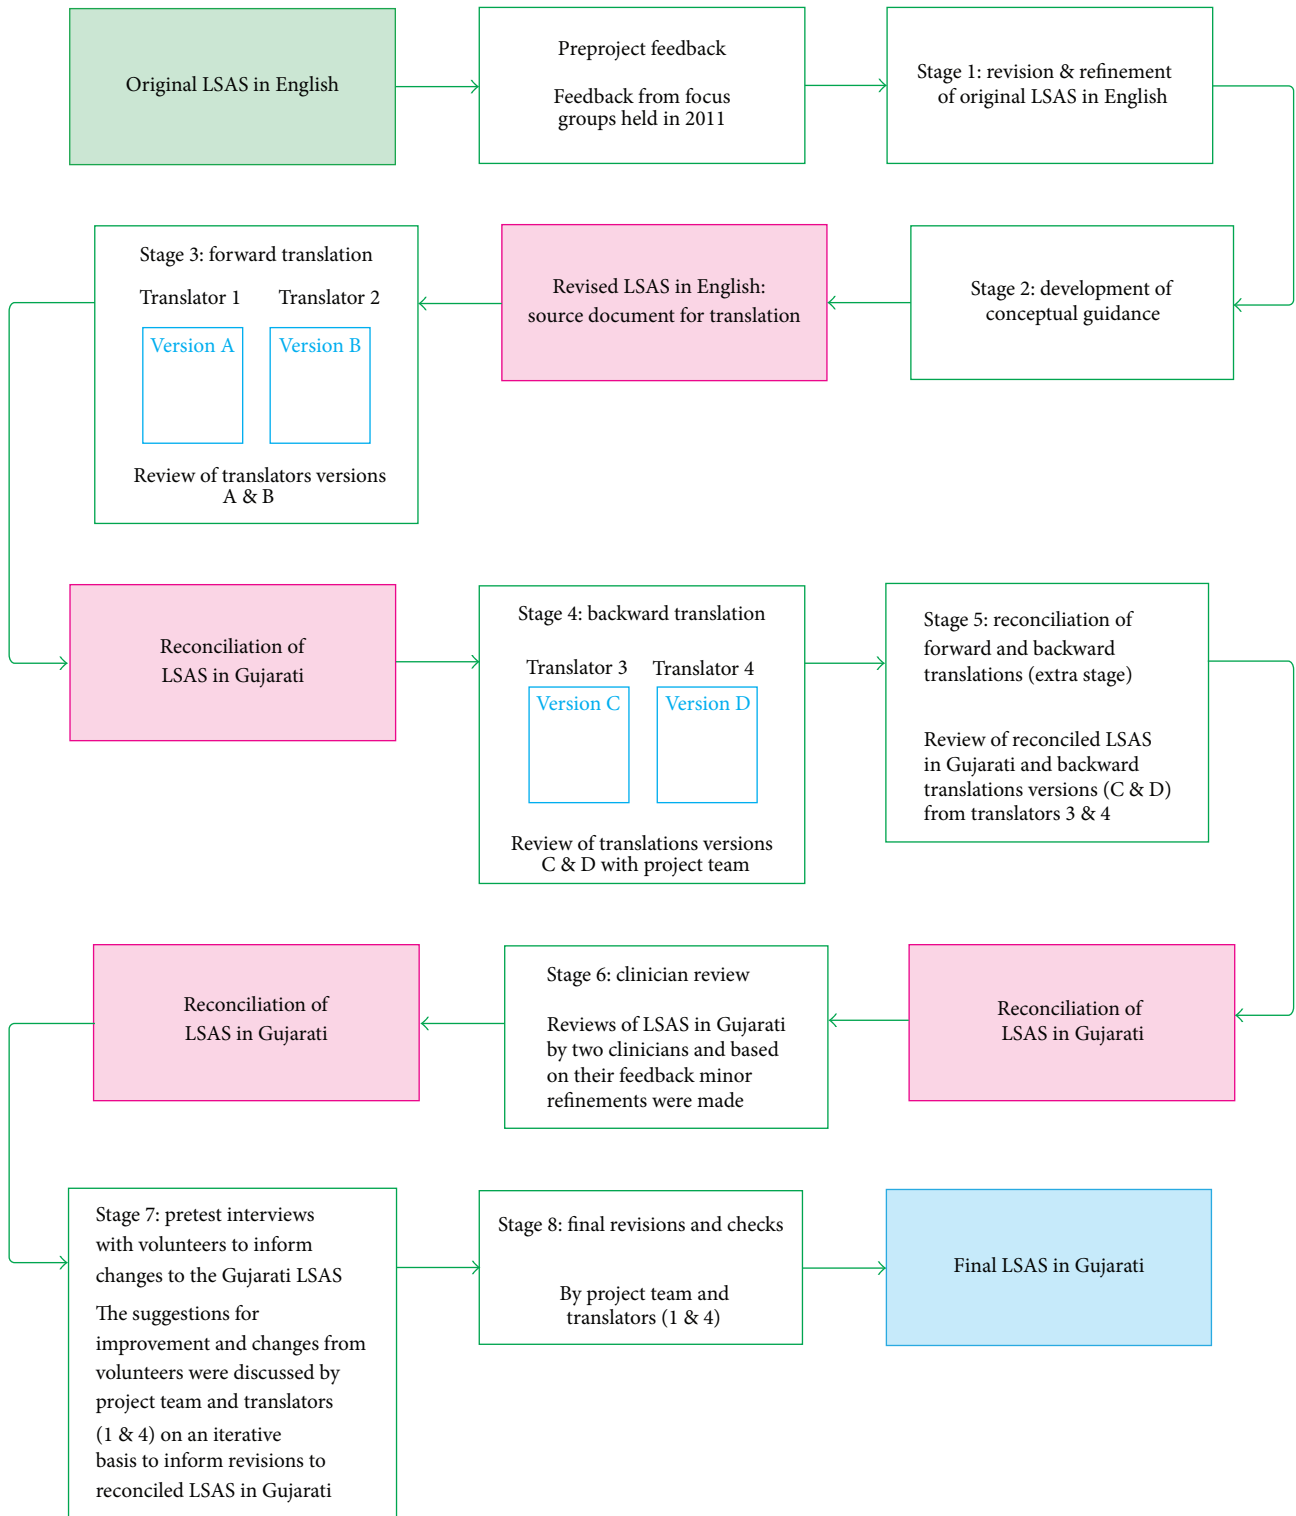 Original LSAS in English
Preproject feedback
Feedback from focus
groups held in 2011
Stage 1: revision & refinement
of original LSAS in English
Stage 2: development of
conceptual guidance
Revised LSAS in English:
source document for translation
Stage 3: forward translation
Translator 1
Translator 2
Version A
Version B
Review of translators versions
A & B
Reconciliation of
LSAS in Gujarati
Stage 4: backward translation
Translator 3
Translator 4
Version C
Version D
Review of translations versions
C & D with project team
Stage 5: reconciliation of
forward and backward
translations (extra stage)
Review of reconciled LSAS
in Gujarati and backward
translations versions (C & D)
from translators 3 & 4
Reconciliation of
LSAS in Gujarati
Stage 6: clinician review
Reviews of LSAS in Gujarati
by two clinicians and based
on their feedback minor
refinements were made
Reconciliation of
LSAS in Gujarati
Stage 7: pretest interviews
with volunteers to inform
changes to the Gujarati LSAS
The suggestions for
improvement and changes from
volunteers were discussed by
project team and translators
(1 & 4) on an iterative
basis to inform revisions to
reconciled LSAS in Gujarati
Stage 8: final revisions and checks
By project team and
translators (1 & 4)
Final LSAS in Gujarati